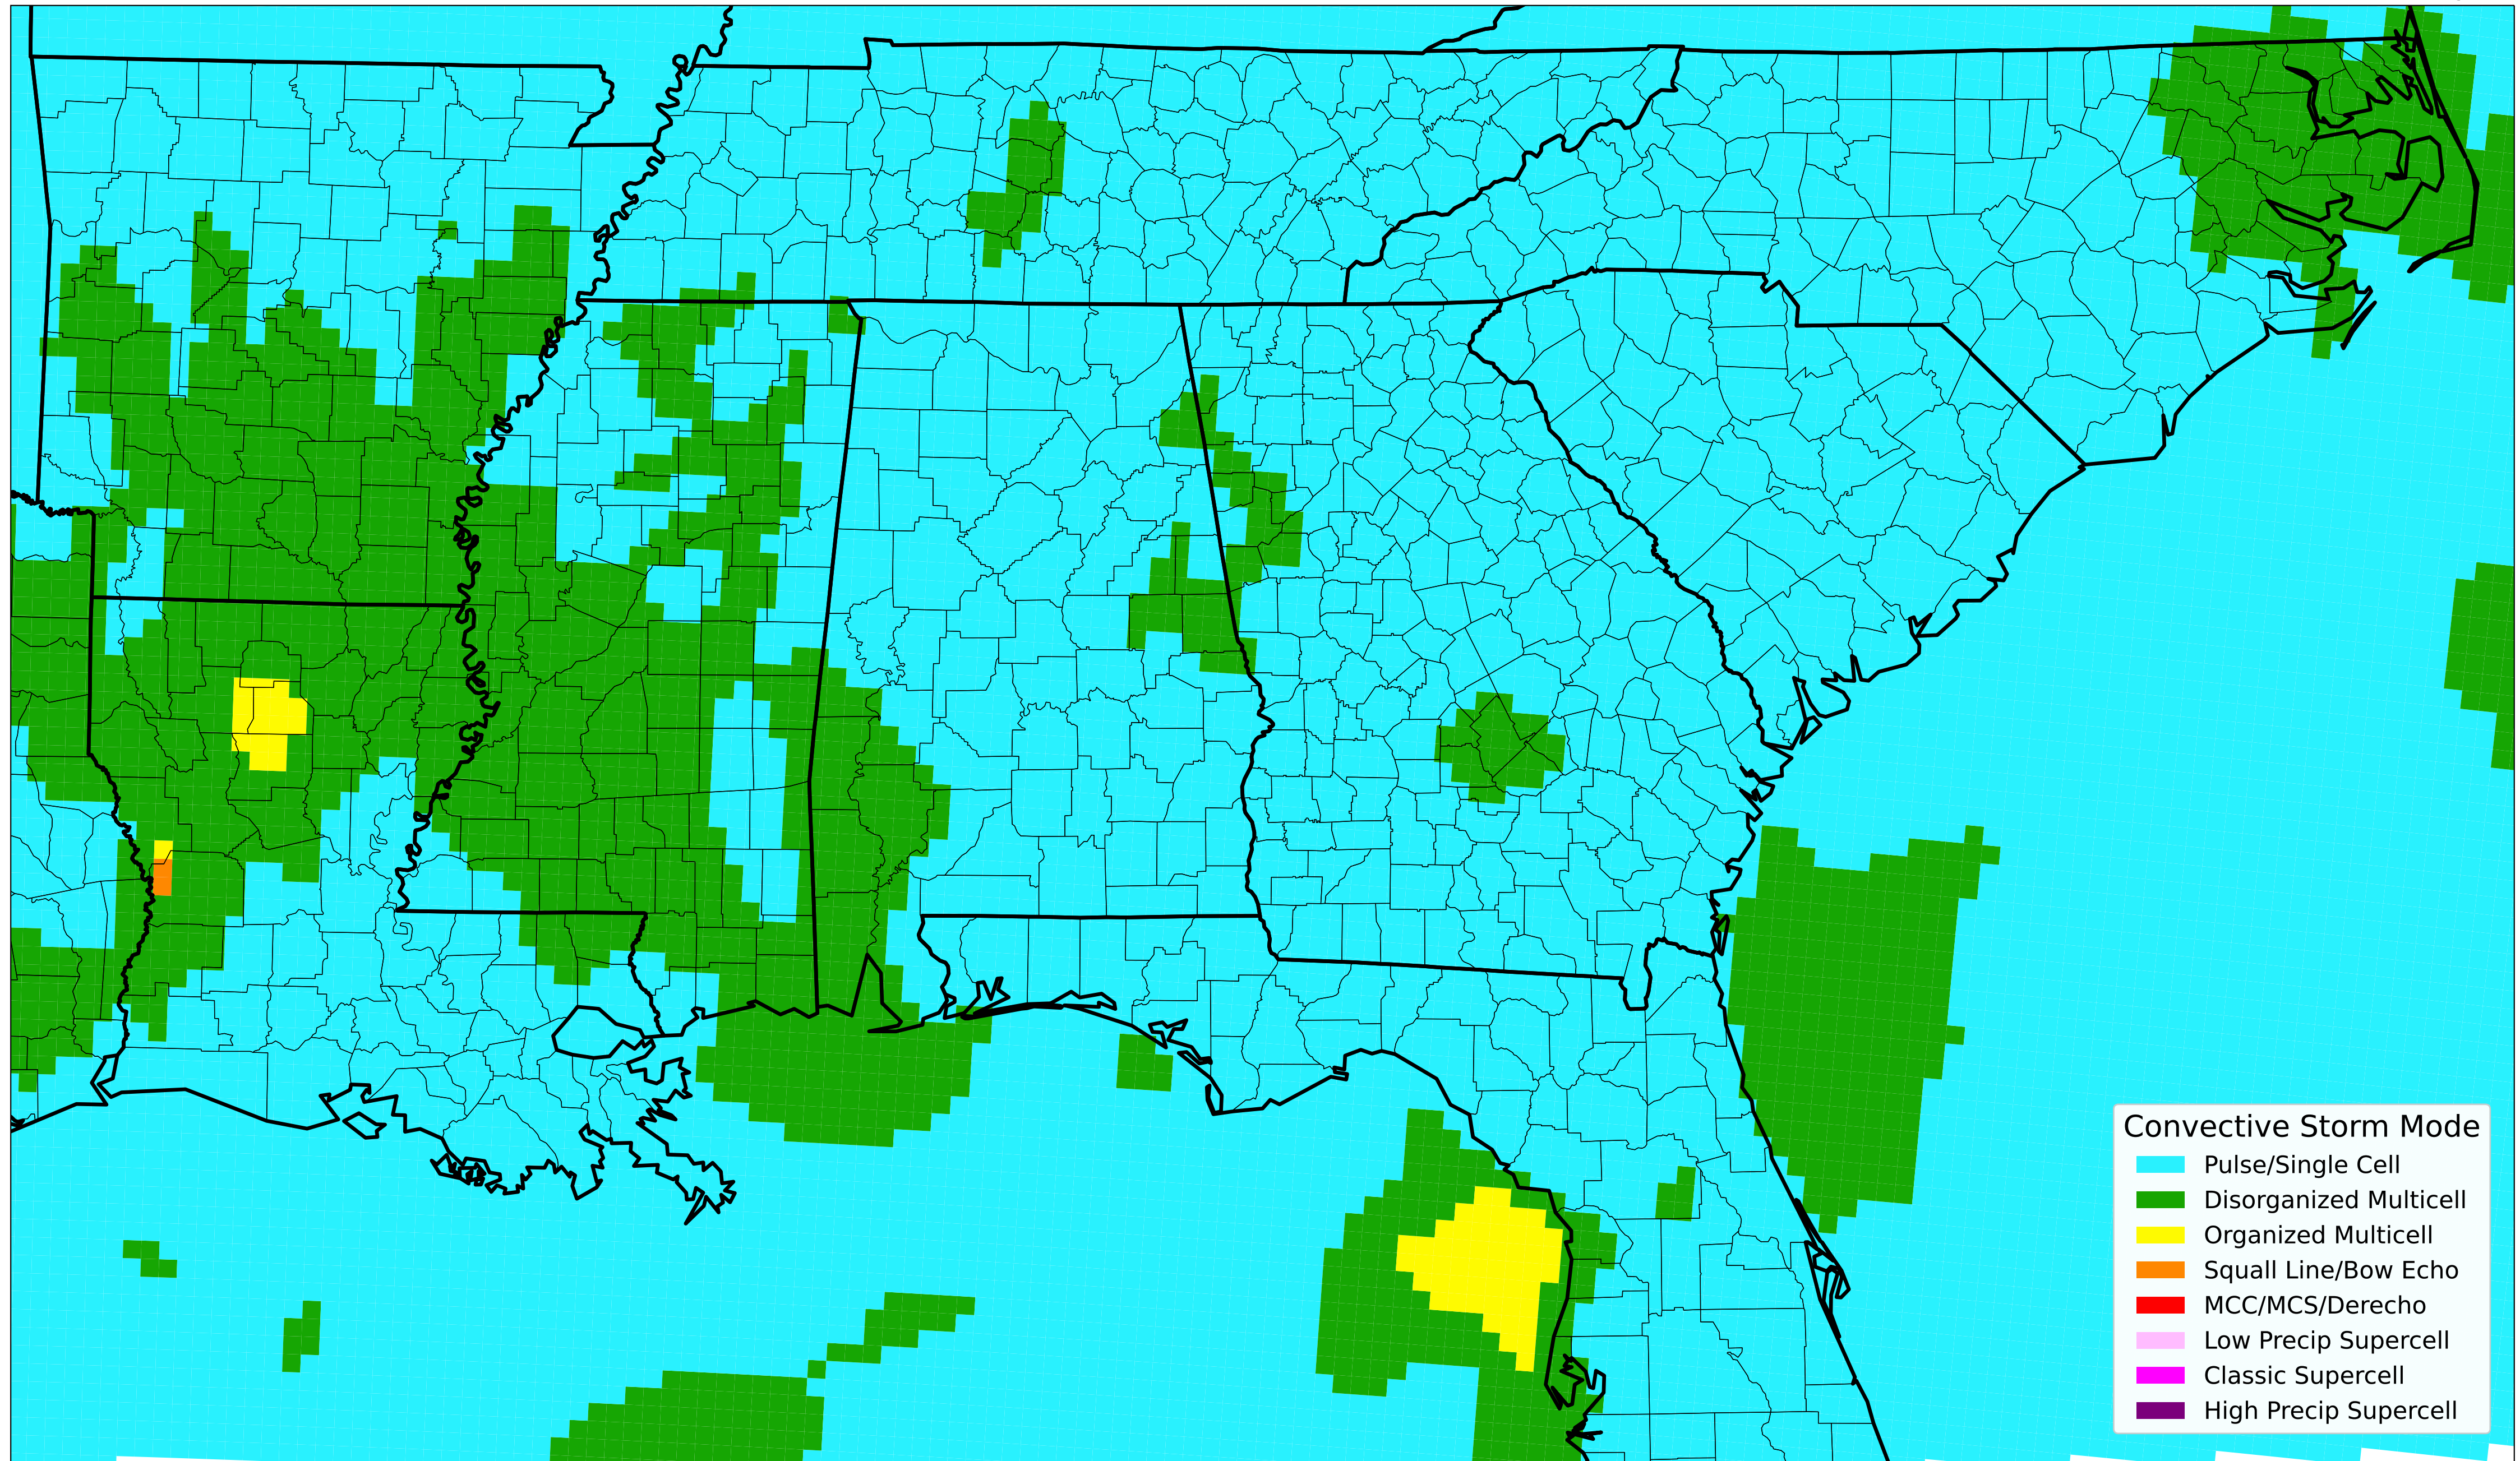 Convective Storm Mode
Pulse/Single Cell
Disorganized Multicell
Organized Multicell
Squall Line/Bow Echo
MCC/MCS/Derecho
Low Precip Supercell
Classic Supercell
High Precip Supercell